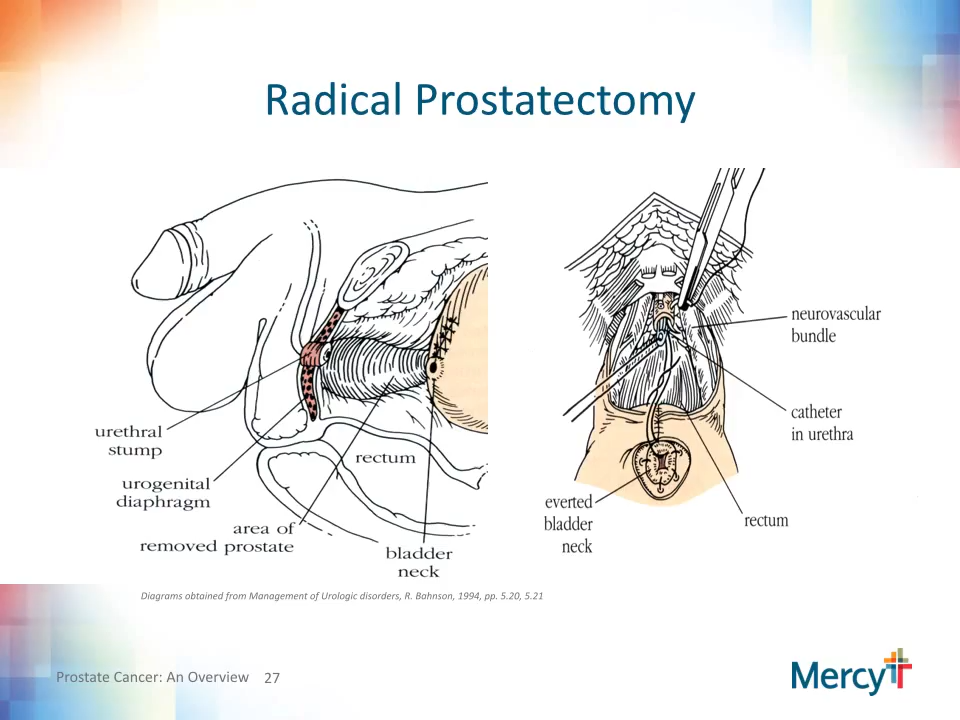 Radical Prostatectomy
urethral
stump
urogenital
diaphragm
area of
removed prostate
rectum
bladder
neck
neurovascular
bundle
catheter
in urethra
everted
bladder
neck
rectum
Diagrams obtained from Management of Urologic disorders, R. Bahnson, 1994, pp. 5.20, 5.21
Prostate Cancer: An Overview 27
Mercy